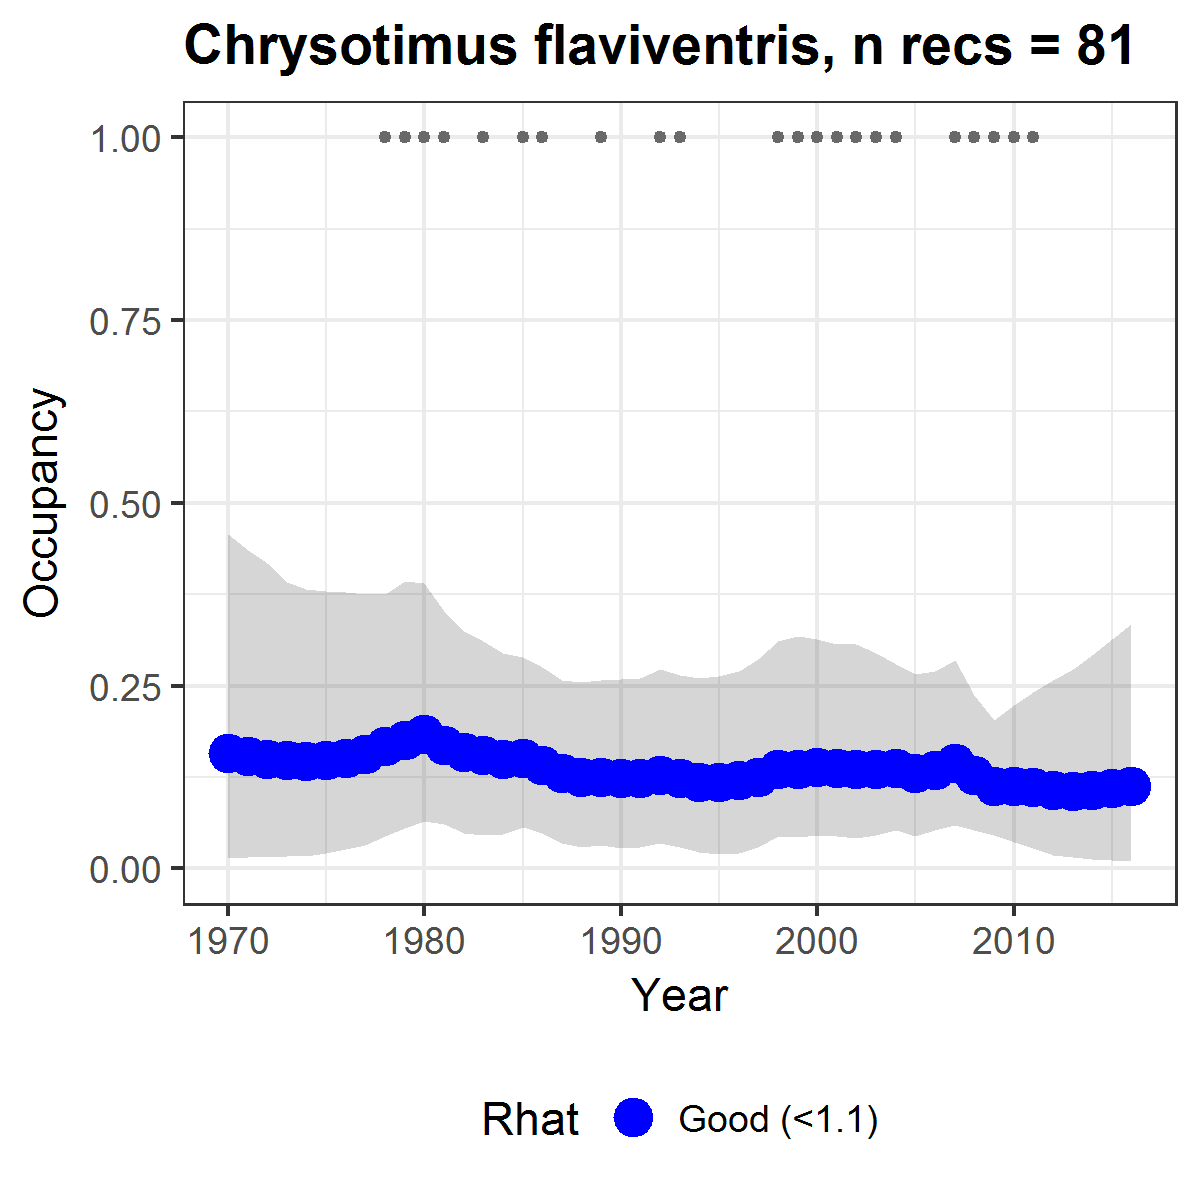 Chrysotimus flaviventris, n recs = 81
1.00
0.75
0.50
0.25
0.00
Occupancy
1970 1980 1990 2000 2010
Year
Rhat Good (<1.1)